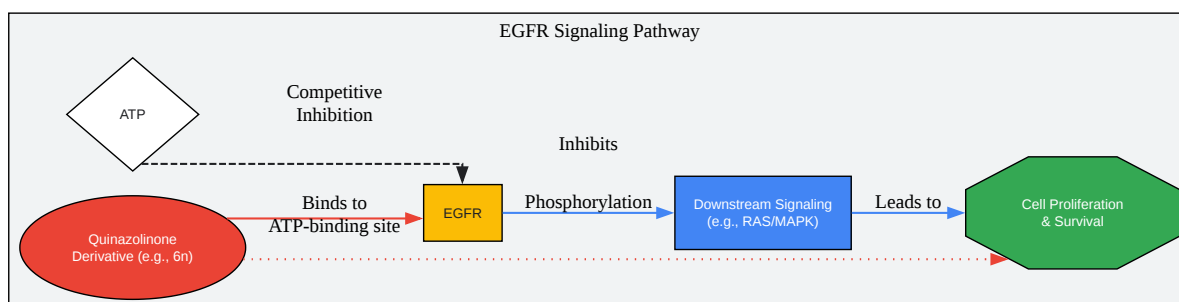 EGFR Signaling Pathway
ATP
Competitive
Inhibition
Inhibits
Binds to
ATP-binding site
EGFR
Phosphorylation
Downstream Signaling
(e.g., RAS/MAPK)
Leads to
Cell Proliferation
& Survival
Quinazolinone
Derivative (e.g., 6n)